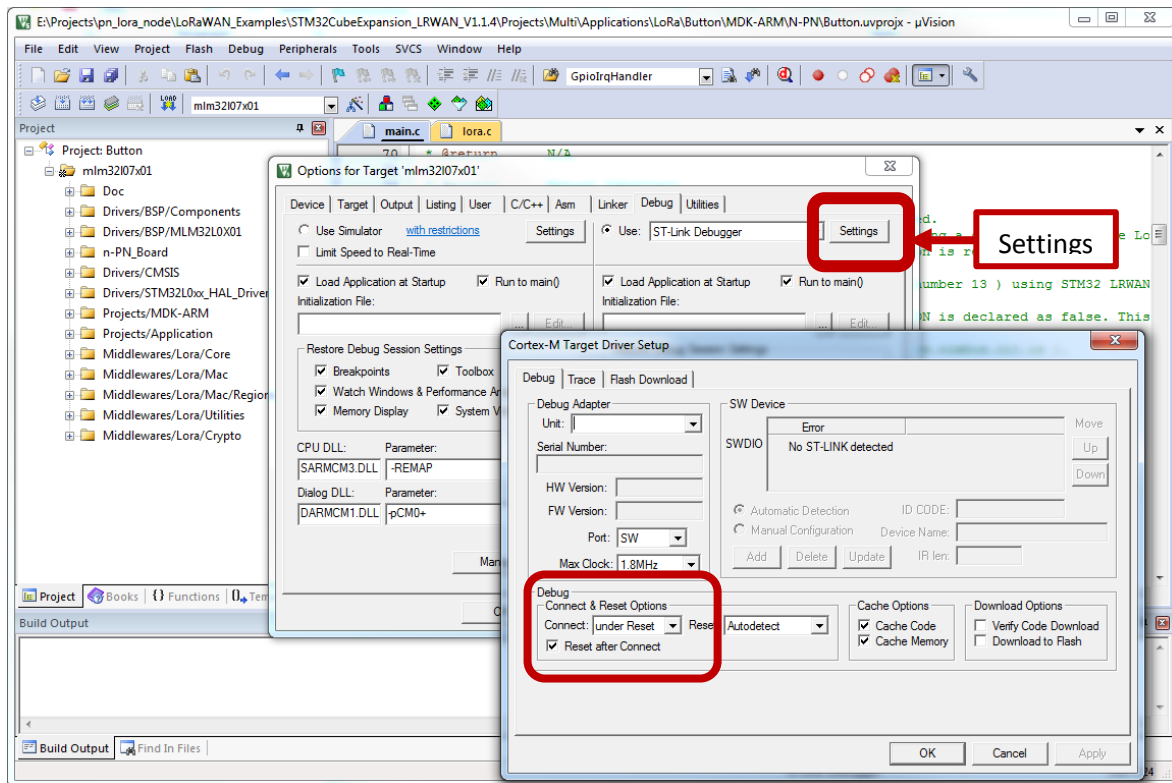 E:\Projects\pn_lora_node\LoRaWAN_Examples\STM32CubeExpansion_LRWAN_V1.1.4\Projects\Multi\Applications\LoRa\Button\MDK-ARM\N-PN\Button.uvprojx - µVision
File Edit View Project Flash Debug Peripherals Tools SVCS Window Help
GpioIrqHandler
LOAD mlm32l07x01
Project
main.c lora.c
Project: Button
70 * @return N/A
mlm32l07x01
Doc
Drivers/BSP/Components
Drivers/BSP/MLM32L0X01
n-PN_Board
Drivers/CMSIS
Drivers/STM32L0xx_HAL_Driver
Projects/MDK-ARM
Projects/Application
Middlewares/Lora/Core
Middlewares/Lora/Mac
Middlewares/Lora/Mac/Region
Middlewares/Lora/Utilities
Middlewares/Lora/Crypto
Project Books {} Functions
Build Output
Build Output Find In Files
Options for Target 'mlm32l07x01'
Device Target Output Listing User C/C++ Asm Linker Debug Utilities
Use Simulator with restrictions Settings Use: ST-Link Debugger Settings
Limit Speed to Real-Time
Load Application at Startup Run to main() Load Application at Startup Run to main()
Initialization File: Initialization File:
... Edit... ... Edit...
Restore Debug Session Settings
Breakpoints Toolbox
Watch Windows & Performance
Memory Display System
CPU DLL: Parameter:
SARMCM3.DLL -REMAP
Dialog DLL: Parameter:
DARMCM1.DLL -pCM0+
Settings
number 13 ) using STM32 LRWAN
is declared as false. This
Cortex-M Target Driver Setup
Debug Trace Flash Download
Debug Adapter
Unit:
Serial Number:
HW Version:
FW Version:
Port: SW
Max Clock: 1.8MHz
SW Device
Error
SWDIO No ST-LINK detected
Move
Up
Down
Automatic Detection ID CODE:
Manual Configuration Device Name:
Add Delete Update IR len:
Debug
Connect & Reset Options
Connect: under Reset Autodetect
Reset after Connect
Cache Options
Cache Code
Cache Memory
Download Options
Verify Code Download
Download to Flash
OK Cancel Apply